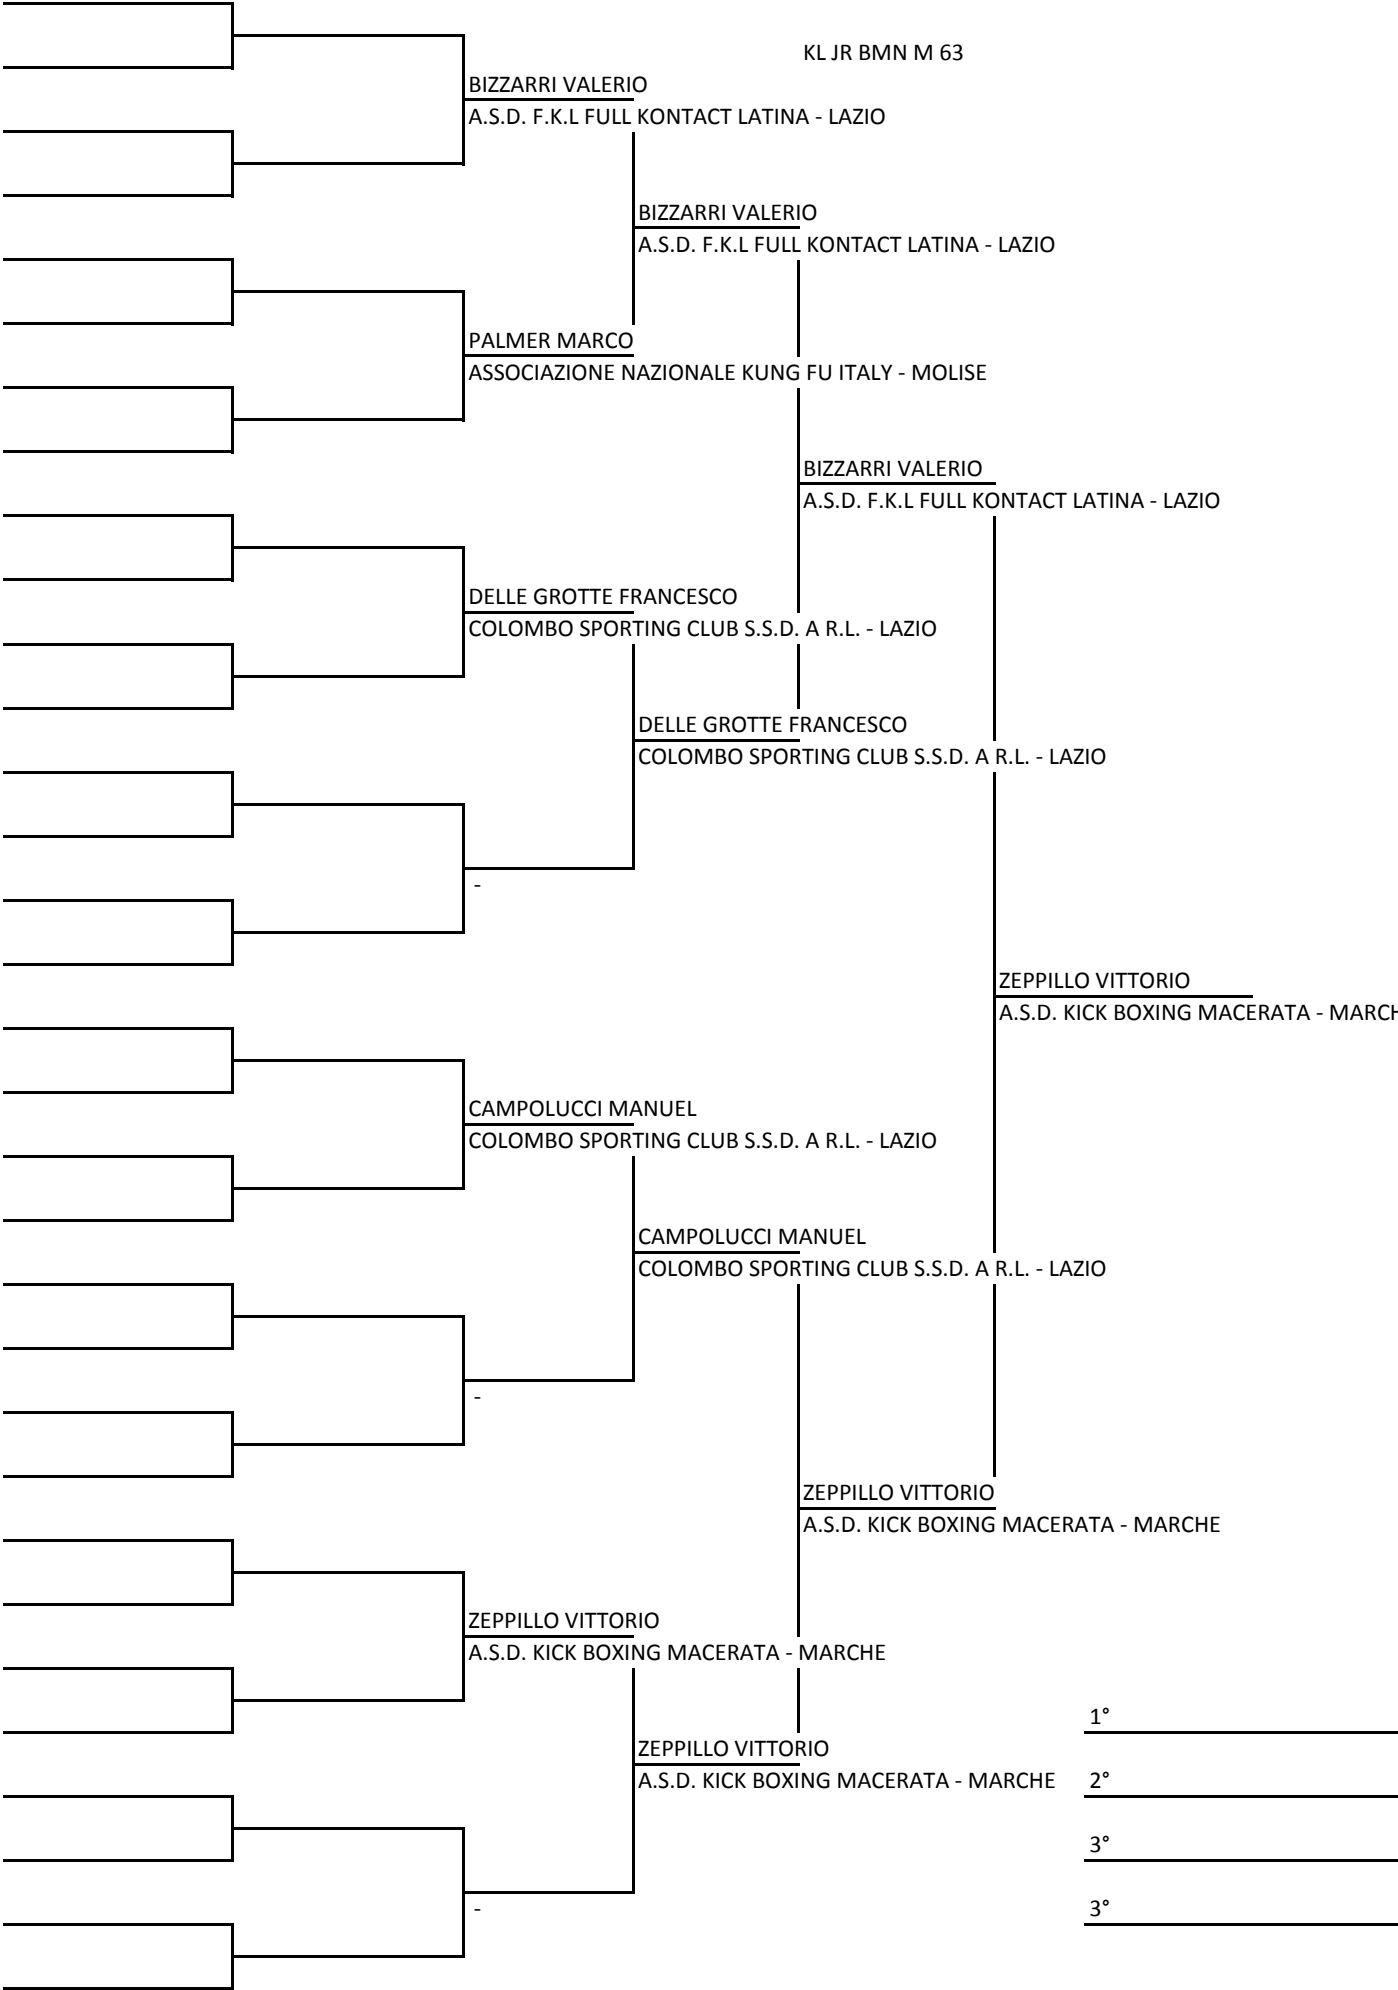 KL JR BMN M 63
BIZZARRI VALERIO
A.S.D. F.K.L FULL KONTACT LATINA - LAZIO
BIZZARRI VALERIO
A.S.D. F.K.L FULL KONTACT LATINA - LAZIO
PALMER MARCO
ASSOCIAZIONE NAZIONALE KUNG FU ITALY - MOLISE
BIZZARRI VALERIO
A.S.D. F.K.L FULL KONTACT LATINA - LAZIO
DELLE GROTTE FRANCESCO
COLOMBO SPORTING CLUB S.S.D. A R.L. - LAZIO
DELLE GROTTE FRANCESCO
COLOMBO SPORTING CLUB S.S.D. A R.L. - LAZIO
-
ZEPPILLO VITTORIO
A.S.D. KICK BOXING MACERATA - MARCH
CAMPOLUCCI MANUEL
COLOMBO SPORTING CLUB S.S.D. A R.L. - LAZIO
CAMPOLUCCI MANUEL
COLOMBO SPORTING CLUB S.S.D. A R.L. - LAZIO
-
ZEPPILLO VITTORIO
A.S.D. KICK BOXING MACERATA - MARCHE
ZEPPILLO VITTORIO
A.S.D. KICK BOXING MACERATA - MARCHE
1°
ZEPPILLO VITTORIO
A.S.D. KICK BOXING MACERATA - MARCHE
2°
3°
-
3°